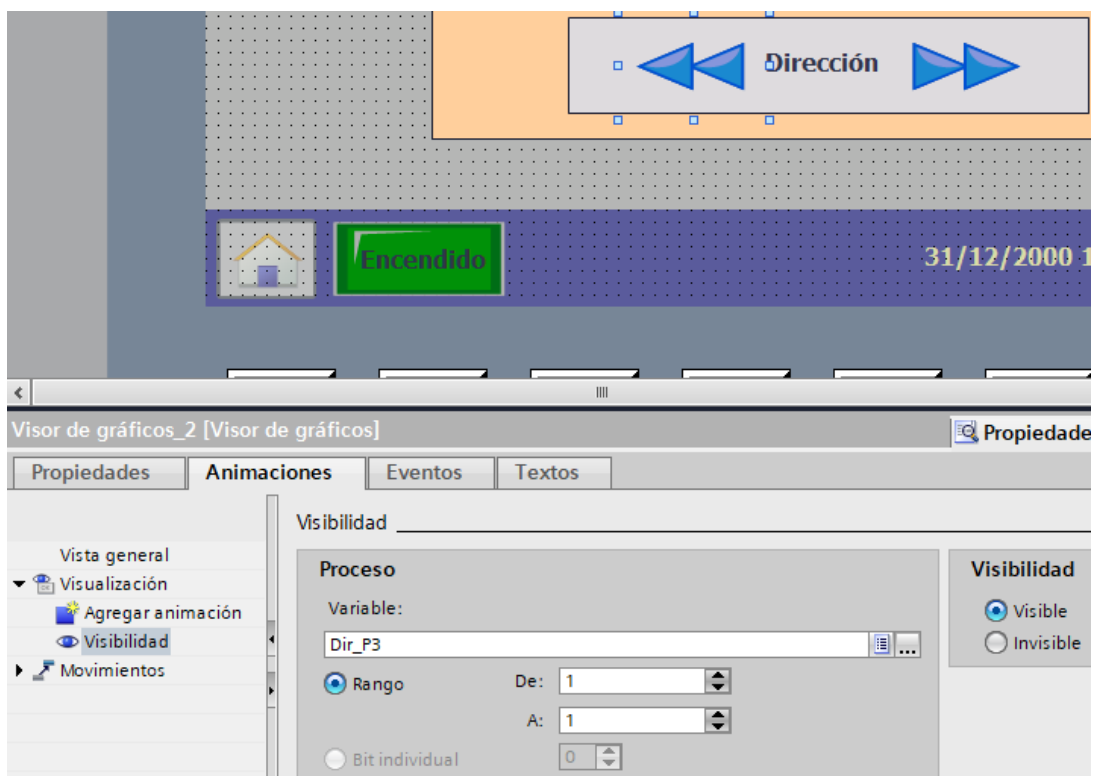 Dirección
Encendido
31/12/2000 1
Visor de gráficos_2 [Visor de gráficos]
Propiedade
Propiedades Animaciones Eventos Textos
Visibilidad
Vista general
Visualización
Agregar animación
Visibilidad
Movimientos
Proceso
Variable:
Dir_P3
Rango De: 1
A: 1
Bit individual 0
Visibilidad
Visible
Invisible